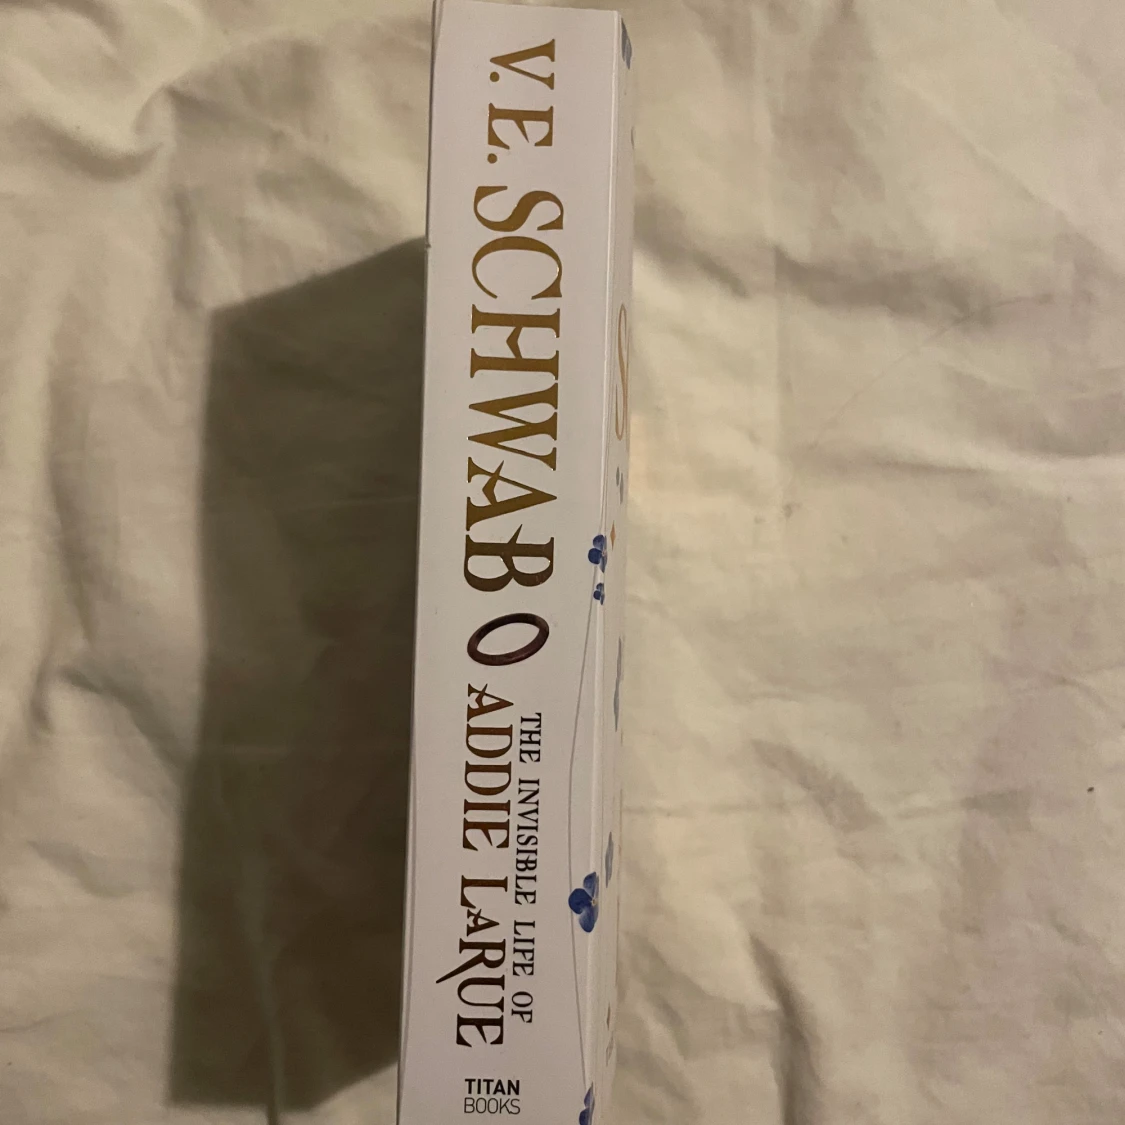 V. E. SCHWAB
THE INVISIBLE LIFE OF
ADDIE LARUE
TITAN
BOOKS